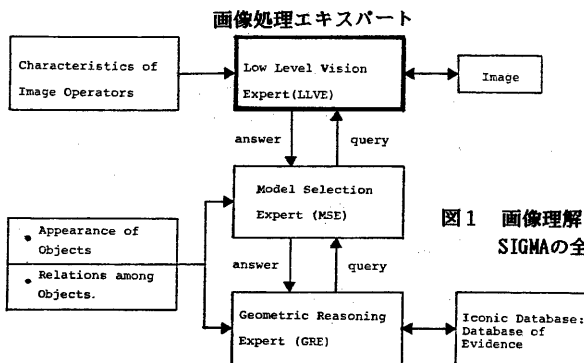 画像処理エキスパート
Characteristics of
Image Operators
Low Level Vision
Expert(LLVE)
Image
answer
query
Model Selection
Expert (MSE)
• Appearance of
Objects
• Relations among
Objects.
図1 画像理解
SIGMAの全
answer
query
Geometric Reasoning
Expert (GRE)
Iconic Database:
Database of
Evidence